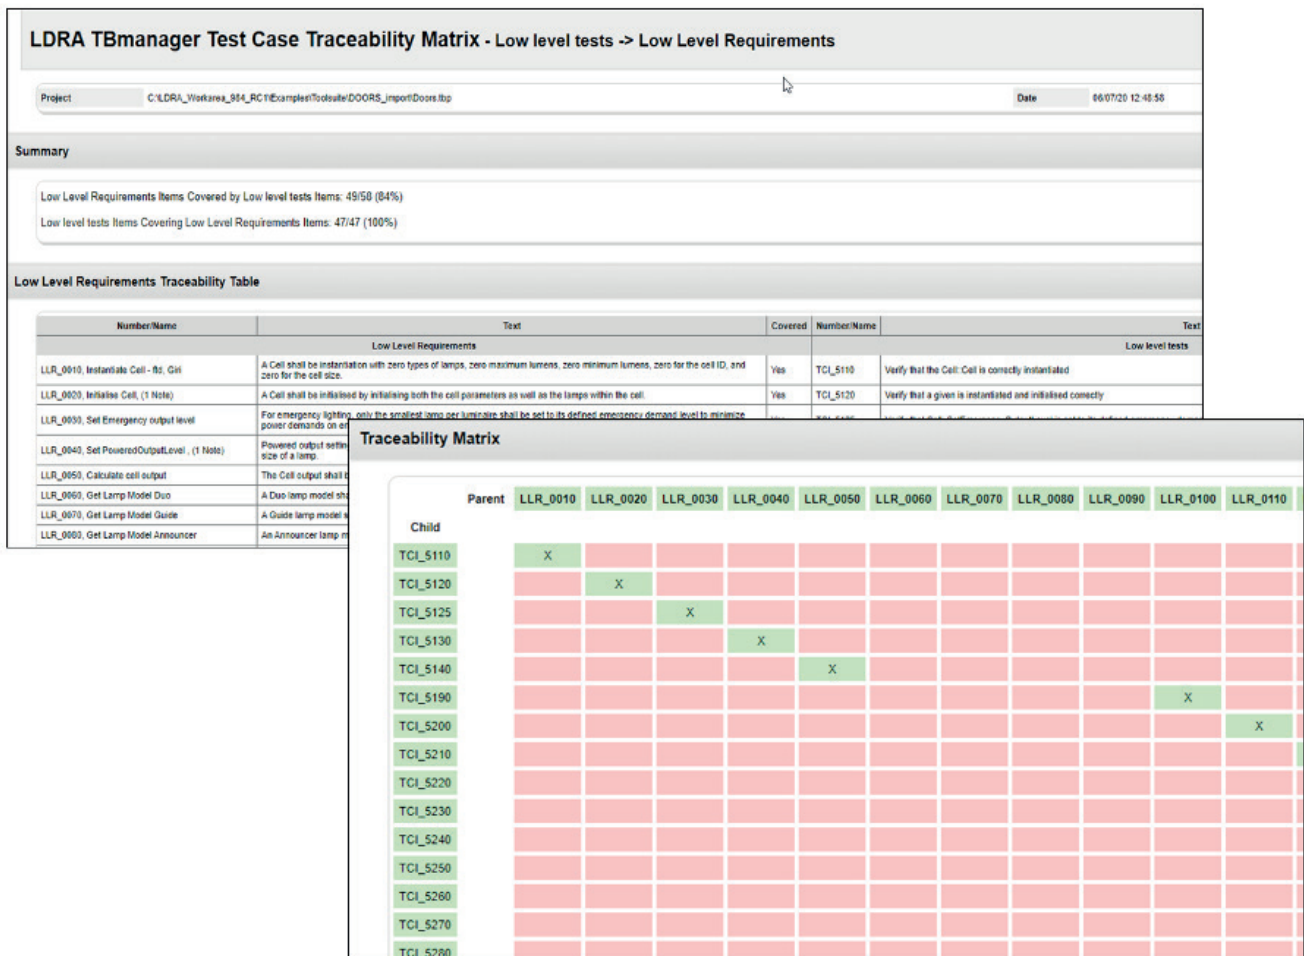 LDRA TBmanager Test Case Traceability Matrix - Low level tests -> Low Level Requirements
Project C:\LDRA_Workarea_984_RC1\Examples\Toolsuite\DOORS_import\Doors.tbp Date 06/07/20 12:48:58
Summary
Low Level Requirements Items Covered by Low level tests Items: 49/58 (84%)
Low level tests Items Covering Low Level Requirements Items: 47/47 (100%)
Low Level Requirements Traceability Table
Number/Name Text Covered Number/Name Text
Low Level Requirements Low level tests
LLR_0010, Instantiate Cell - ftd, Giri A Cell shall be instantiation with zero types of lamps, zero maximum lumens, zero minimum lumens, zero for the cell ID, and zero for the cell size. Yes TCI_5110 Verify that the Cell::Cell is correctly instantiated
LLR_0020, Initialise Cell, (1 Note) A Cell shall be initialised by initialising both the cell parameters as well as the lamps within the cell. Yes TCI_5120 Verify that a given is instantiated and initialised correctly
LLR_0030, Set Emergency output level For emergency lighting, only the smallest lamp per luminaire shall be set to its defined emergency demand level to minimize power demands on
LLR_0040, Set PoweredOutputLevel , (1 Note) Powered output size of a lamp.
LLR_0050, Calculate cell output The Cell output shall
LLR_0060, Get Lamp Model Duo A Duo lamp model
LLR_0070, Get Lamp Model Guide A Guide lamp model
LLR_0080, Get Lamp Model Announcer An Announcer lamp
Traceability Matrix
Parent LLR_0010 LLR_0020 LLR_0030 LLR_0040 LLR_0050 LLR_0060 LLR_0070 LLR_0080 LLR_0090 LLR_0100 LLR_0110
Child
TCI_5110 X
TCI_5120 X
TCI_5125 X
TCI_5130 X
TCI_5140 X
TCI_5190 X
TCI_5200 X
TCI_5210
TCI_5220
TCI_5230
TCI_5240
TCI_5250
TCI_5260
TCI_5270
TCI_5280